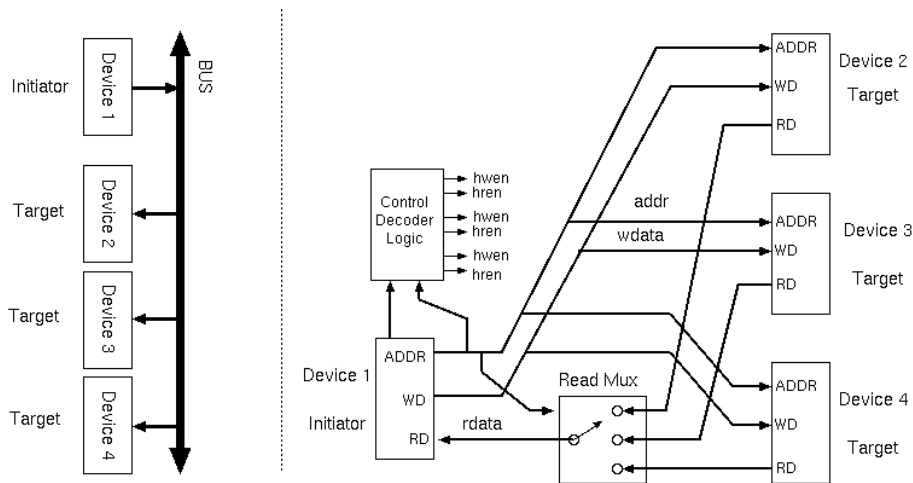 Initiator
Device 1
BUS
Target
Device 2
Target
Device 3
Target
Device 4
Control
Decoder
Logic
hwen
hren
hwen
hren
hwen
hren
Device 1
Initiator
ADDR
WD
RD
rdata
Read Mux
addr
wdata
ADDR
WD
RD
Device 2
Target
ADDR
WD
RD
Device 3
Target
ADDR
WD
RD
Device 4
Target